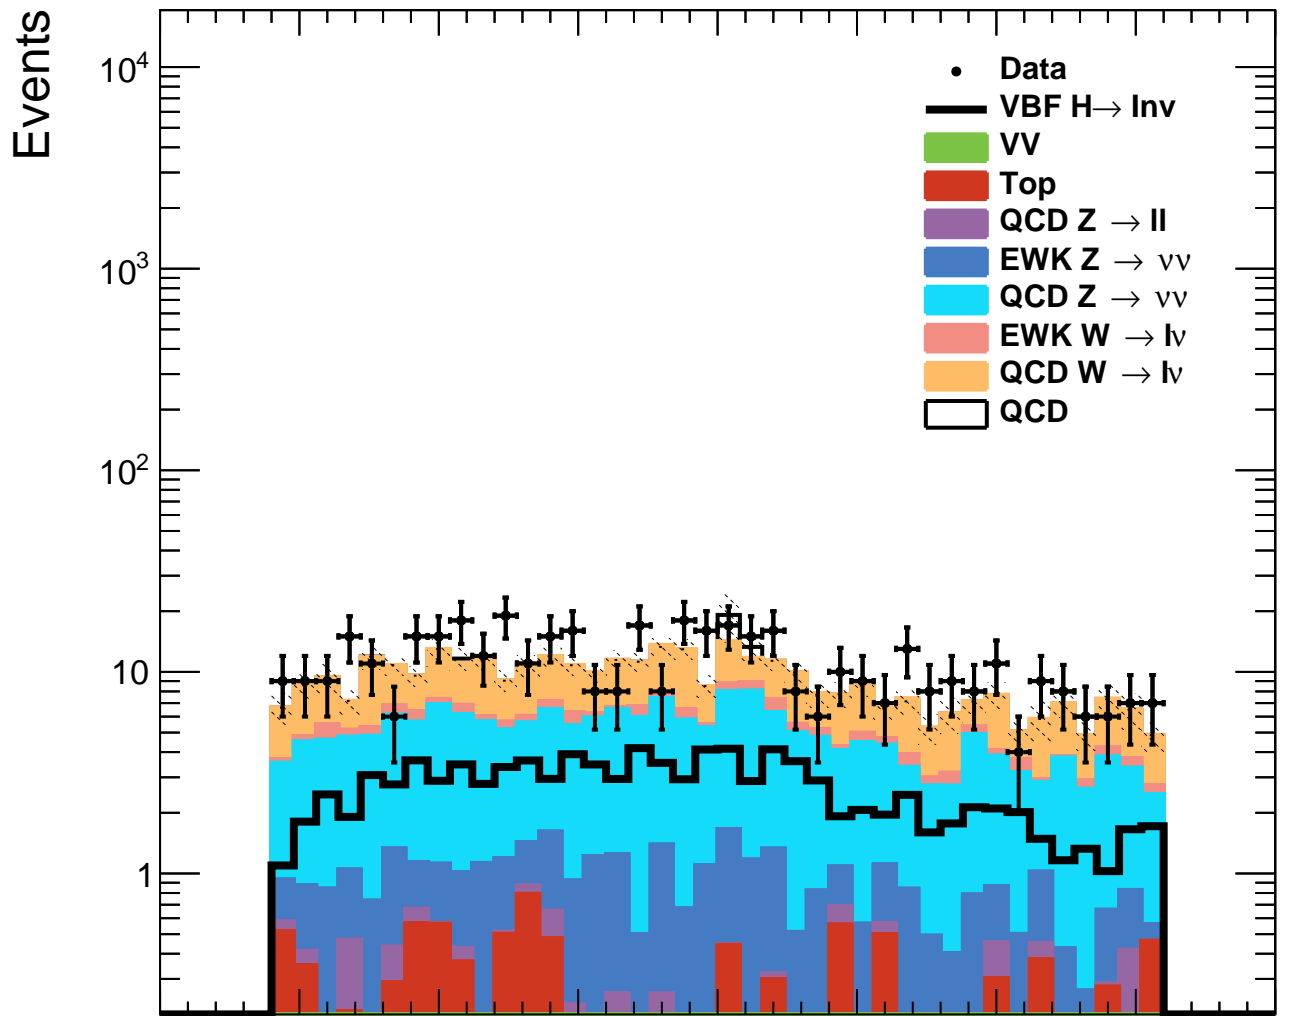 Events
10^4
10^3
10^2
10
1
Data
VBF H→ Inv
VV
Top
QCD Z → ll
EWK Z → νν
QCD Z → νν
EWK W → lν
QCD W → lν
QCD